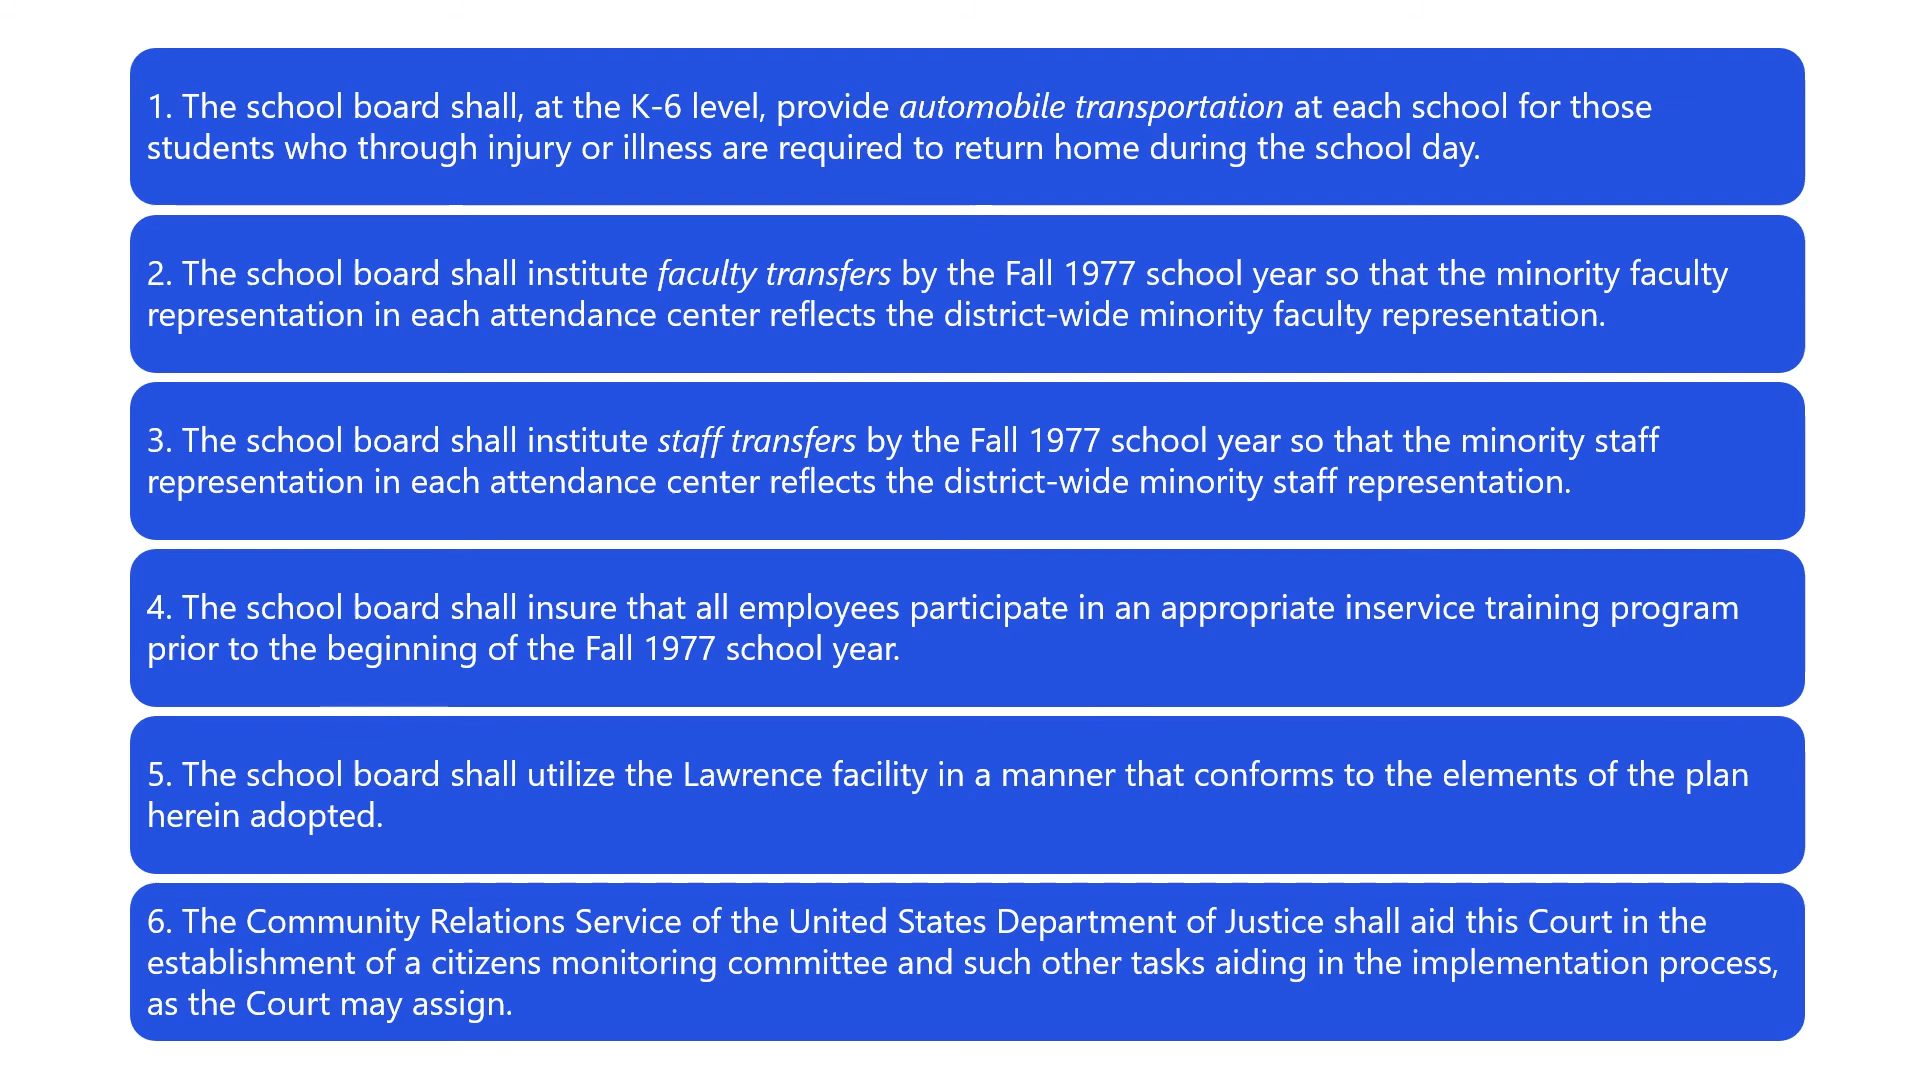 1. The school board shall, at the K-6 level, provide automobile transportation at each school for those
students who through injury or illness are required to return home during the school day.
2. The school board shall institute faculty transfers by the Fall 1977 school year so that the minority faculty
representation in each attendance center reflects the district-wide minority faculty representation.
3. The school board shall institute staff transfers by the Fall 1977 school year so that the minority staff
representation in each attendance center reflects the district-wide minority staff representation.
4. The school board shall insure that all employees participate in an appropriate inservice training program
prior to the beginning of the Fall 1977 school year.
5. The school board shall utilize the Lawrence facility in a manner that conforms to the elements of the plan
herein adopted.
6. The Community Relations Service of the United States Department of Justice shall aid this Court in the
establishment of a citizens monitoring committee and such other tasks aiding in the implementation process,
as the Court may assign.